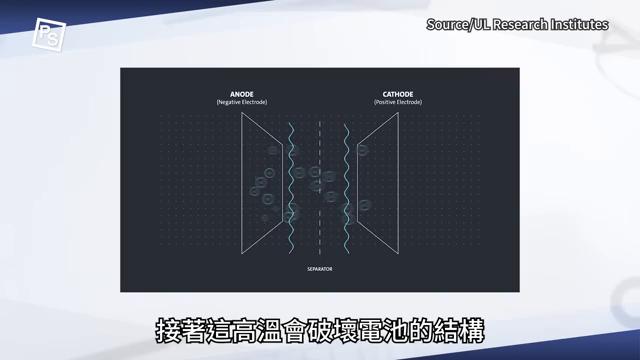 PS
Source/UL Research Institutes
ANODE
(Negative Electrode)
CATHODE
(Positive Electrode)
SEPARATOR
接著這高溫會破壞電池的結構